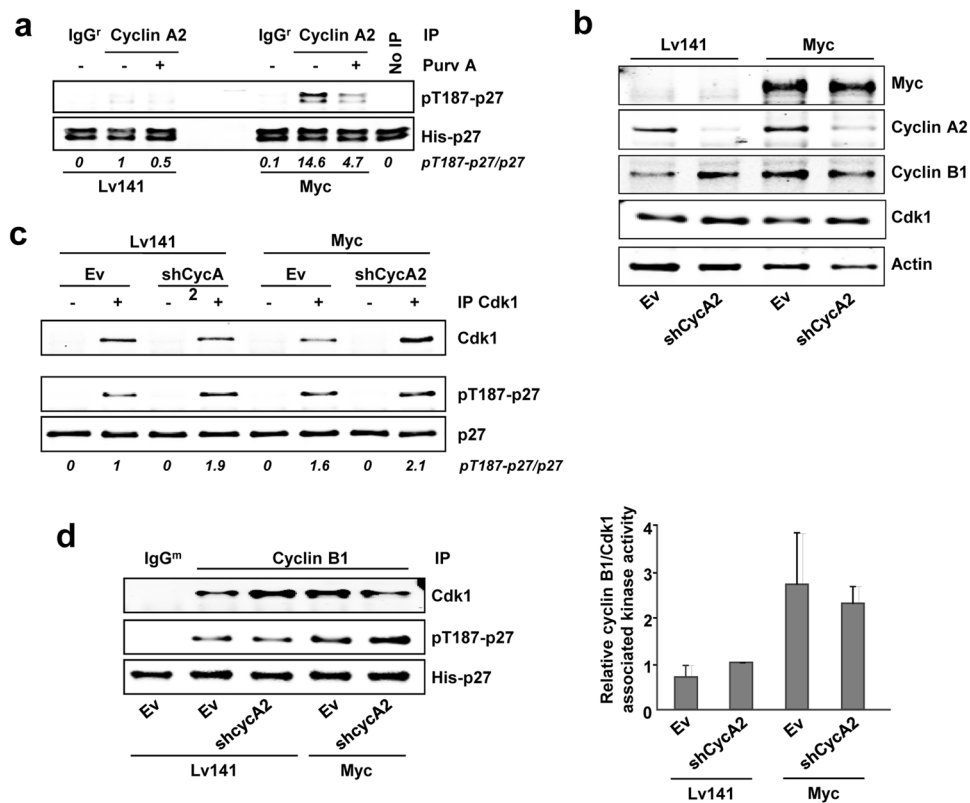 a
IgGʳ Cyclin A2 IgGʳ Cyclin A2 No IP IP
- - + - - + Purv A
pT187-p27
His-p27
0 1 0.5 0.1 14.6 4.7 0 pT187-p27/p27
Lv141 Myc
b
Lv141 Myc
Myc
Cyclin A2
Cyclin B1
Cdk1
Actin
Ev shCycA2 Ev shCycA2
c
Lv141 Myc
Ev shCycA2 Ev shCycA2
- + - + - + - + IP Cdk1
Cdk1
pT187-p27
p27
0 1 0 1.9 0 1.6 0 2.1 pT187-p27/p27
d
IgGᵐ Cyclin B1 IP
Cdk1
pT187-p27
His-p27
Ev Ev shcycA2 Ev shcycA2
Lv141 Myc
Relative cyclin B1/Cdk1
associated kinase activity
4
3
2
1
0
Ev shCycA2 Ev shCycA2
Lv141 Myc